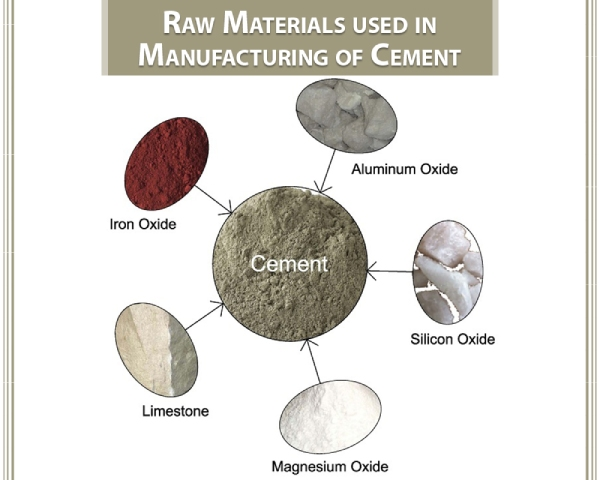 RAW MATERIALS USED IN
MANUFACTURING OF CEMENT
Aluminum Oxide
Iron Oxide
Cement
Silicon Oxide
Limestone
Magnesium Oxide